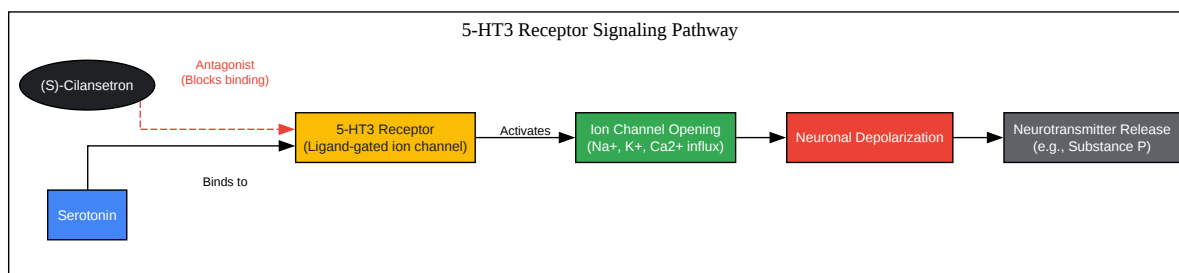 5-HT3 Receptor Signaling Pathway
(S)-Cilansetron
Antagonist
(Blocks binding)
5-HT3 Receptor
(Ligand-gated ion channel)
Activates
Ion Channel Opening
(Na+, K+, Ca2+ influx)
Neuronal Depolarization
Neurotransmitter Release
(e.g., Substance P)
Binds to
Serotonin